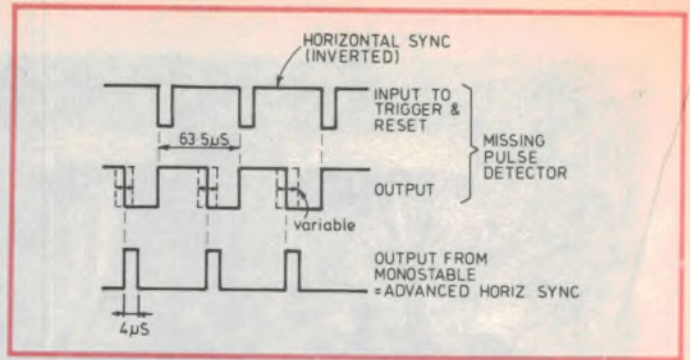 HORIZONTAL SYNC
(INVERTED)
INPUT TO
TRIGGER &
RESET
63·5µS
MISSING
PULSE
DETECTOR
OUTPUT
variable
OUTPUT FROM
MONOSTABLE
=ADVANCED HORIZ SYNC
4µS